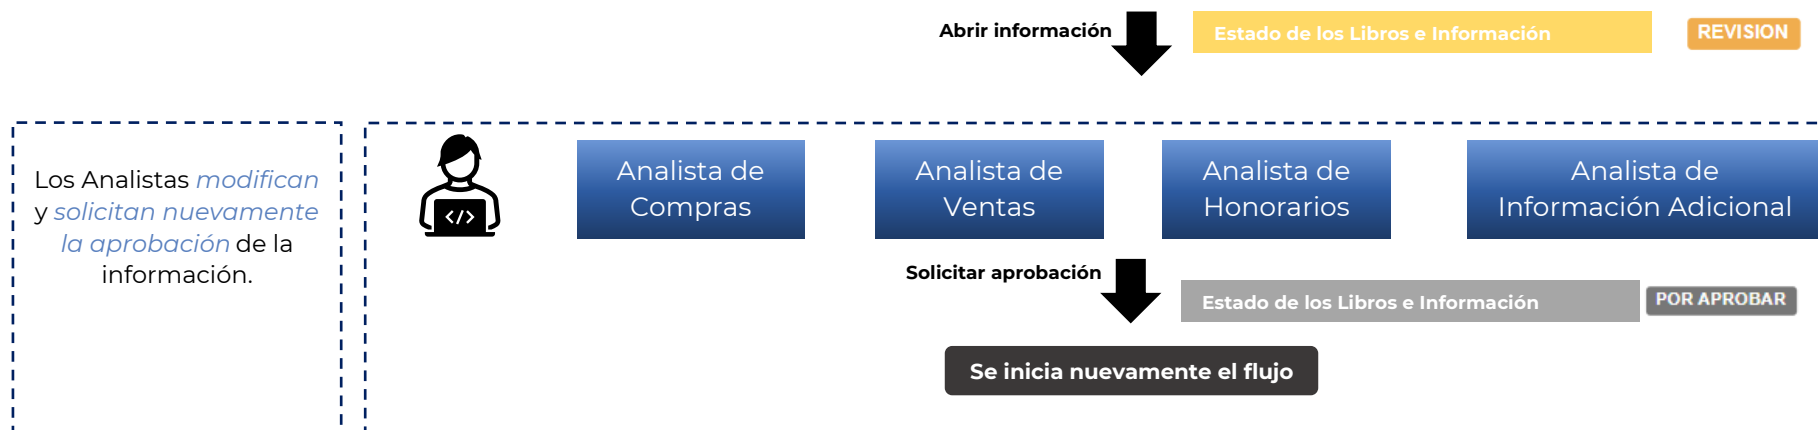 Abrir información
Estado de los Libros e Información
REVISION
Los Analistas modifican
y solicitan nuevamente
la aprobación de la
información.
</>
Analista de
Compras
Analista de
Ventas
Analista de
Honorarios
Analista de
Información Adicional
Solicitar aprobación
Estado de los Libros e Información
POR APROBAR
Se inicia nuevamente el flujo